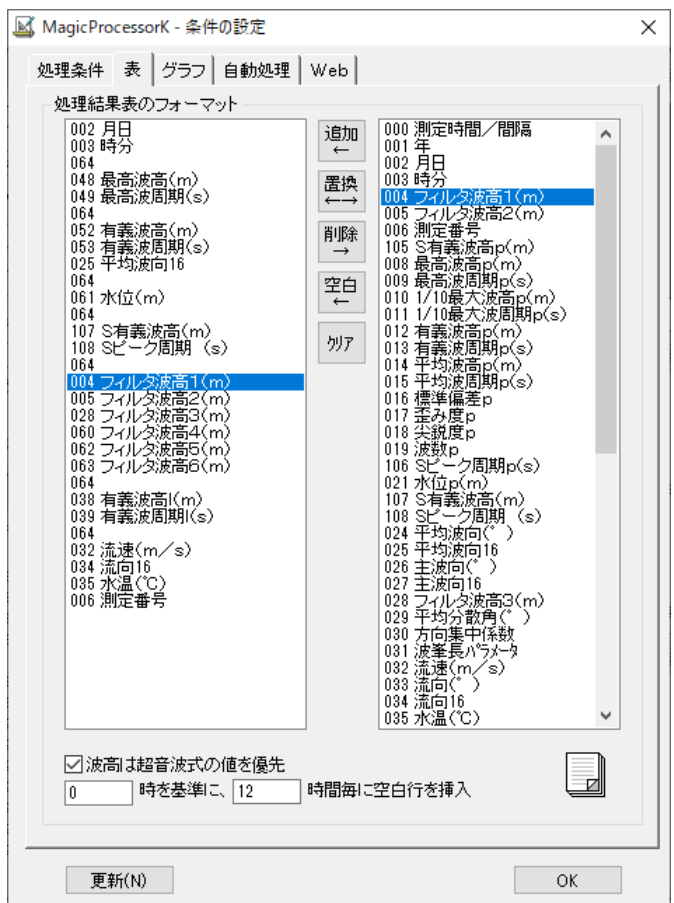 MagicProcessorK - 条件の設定
処理条件 表 グラフ 自動処理 Web
処理結果表のフォーマット
002 月日
003 時分
064
048 最高波高(m)
049 最高波周期(s)
064
052 有義波高(m)
053 有義波周期(s)
025 平均波向16
064
061 水位(m)
064
107 S有義波高(m)
108 Sピーク周期 (s)
064
004 フィルタ波高1(m)
005 フィルタ波高2(m)
028 フィルタ波高3(m)
060 フィルタ波高4(m)
062 フィルタ波高5(m)
063 フィルタ波高6(m)
064
038 有義波高l(m)
039 有義波周期l(s)
064
032 流速(m/s)
034 流向16
035 水温(℃)
006 測定番号
追加
←
置換
←→
削除
→
空白
←
クリア
000 測定時間/間隔
001 年
002 月日
003 時分
004 フィルタ波高1(m)
005 フィルタ波高2(m)
006 測定番号
105 S有義波高p(m)
008 最高波高p(m)
009 最高波周期p(s)
010 1/10最大波高p(m)
011 1/10最大波周期p(s)
012 有義波高p(m)
013 有義波周期p(s)
014 平均波高p(m)
015 平均波周期p(s)
016 標準偏差p
017 歪み度p
018 尖鋭度p
019 波数p
106 Sピーク周期p(s)
021 水位p(m)
107 S有義波高(m)
108 Sピーク周期 (s)
024 平均波向(゜)
025 平均波向16
026 主波向(゜)
027 主波向16
028 フィルタ波高3(m)
029 平均分散角(゜)
030 方向集中係数
031 波峯長パラメータ
032 流速(m/s)
033 流向(゜)
034 流向16
035 水温(℃)
波高は超音波式の値を優先
0 時を基準に、 12 時間毎に空白行を挿入
更新(N) OK